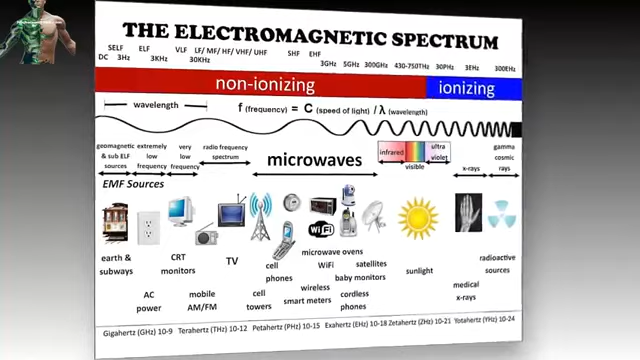 THE ELECTROMAGNETIC SPECTRUM
SELF ELF VLF LF/ MF/ HF/ VHF/ UHF SHF EHF
DC 3Hz 3KHz 30KHz 3GHz 5GHz 300GHz 430-750THz 30PHz 3EHz 300EHz
non-ionizing ionizing
wavelength f (frequency) = C (speed of light) / λ (wavelength)
geomagnetic & sub ELF sources
extremely low frequency
very low frequency
radio frequency spectrum
microwaves
infrared
visible
ultra violet
x-rays
gamma cosmic rays
EMF Sources
WiFi
earth & subways
AC power
CRT monitors
mobile AM/FM
TV
cell phones
cell towers
microwave ovens
WiFi
wireless smart meters
satellites
baby monitors
cordless phones
sunlight
medical x-rays
radioactive sources
Gigahertz (GHz) 10-9 Terahertz (THz) 10-12 Petahertz (PHz) 10-15 Exahertz (EHz) 10-18 Zetahertz (ZHz) 10-21 Yotahertz (YHz) 10-24